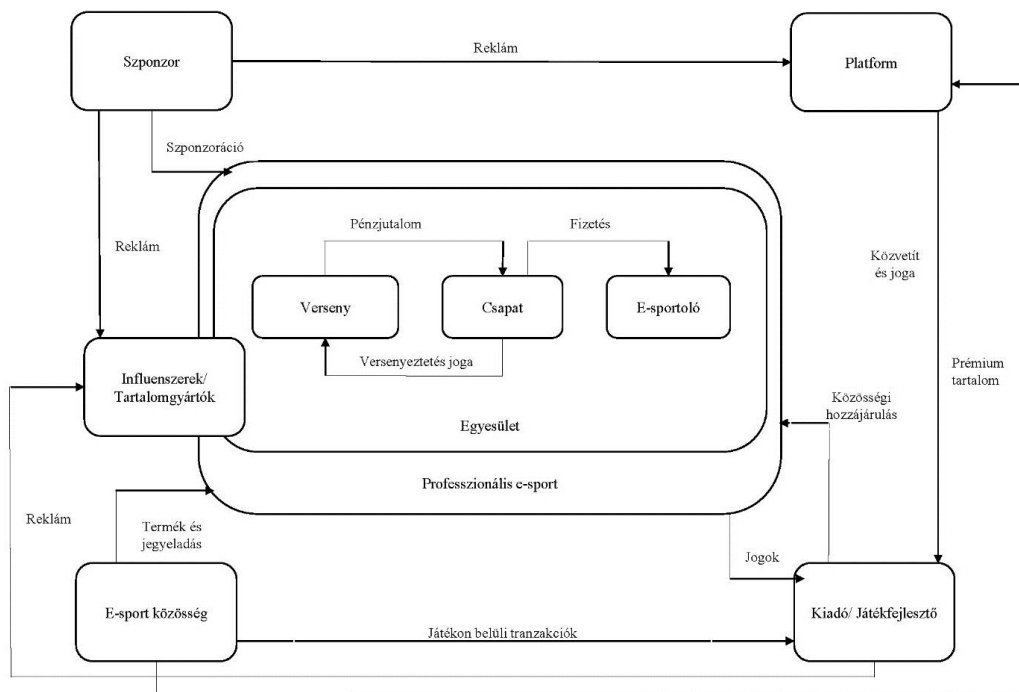 Szponzor
Reklám
Platform
Szponzoráció
Reklám
Pénzjutalom
Fizetés
Közvetít
és joga
Verseny
Csapat
E-sportoló
Versenyeztetés joga
Influenszerek/
Tartalomgyártók
Prémium
tartalom
Közösségi
hozzájárulás
Egyesület
Professzionális e-sport
Reklám
Termék és
jegyeladás
Jogok
E-sport közösség
Játékon belüli tranzakciók
Kiadó/ Játékfejlesztő